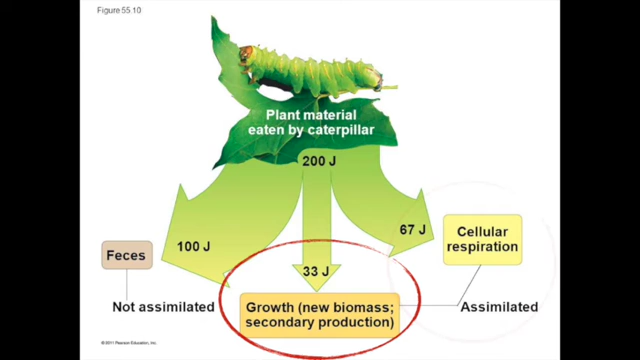 Figure 55.10
Plant material
eaten by caterpillar
200 J
67 J
Cellular
respiration
100 J
Feces
33 J
Not assimilated
Growth (new biomass;
secondary production)
Assimilated
© 2011 Pearson Education, Inc.